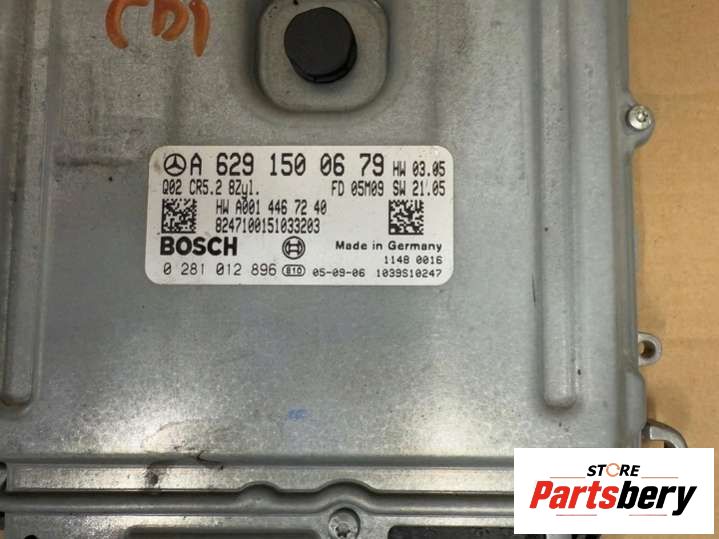 CDI
A 629 150 06 79 HW 03.05
Q02 CR5.2 8Zyl. FD 05M09 SW 21.05
HW A001 446 72 40
8247100151033203
BOSCH
Made in Germany
1148 0016
0 281 012 896 810 05-09-06 1039S10247
STORE
Partsbery